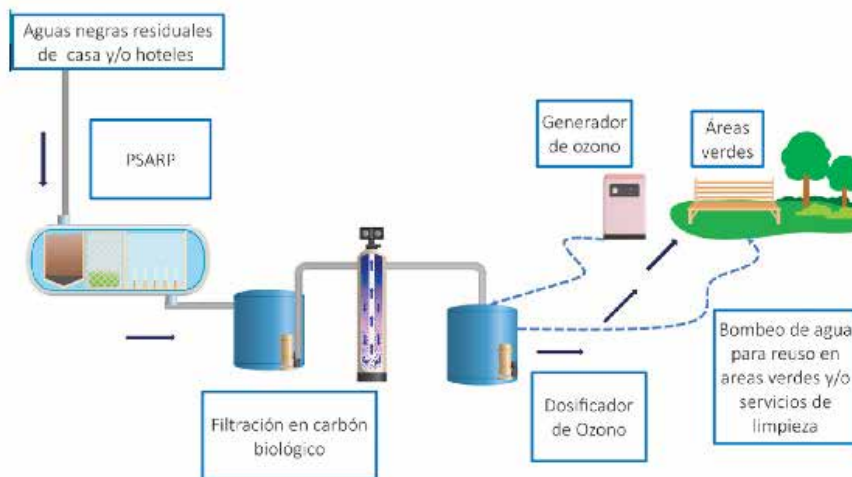 Aguas negras residuales
de casa y/o hoteles
PSARP
Generador
de ozono
Áreas
verdes
Filtración en carbón
biológico
Dosificador
de Ozono
Bombeo de agua
para reuso en
areas verdes y/o
servicios de
limpieza